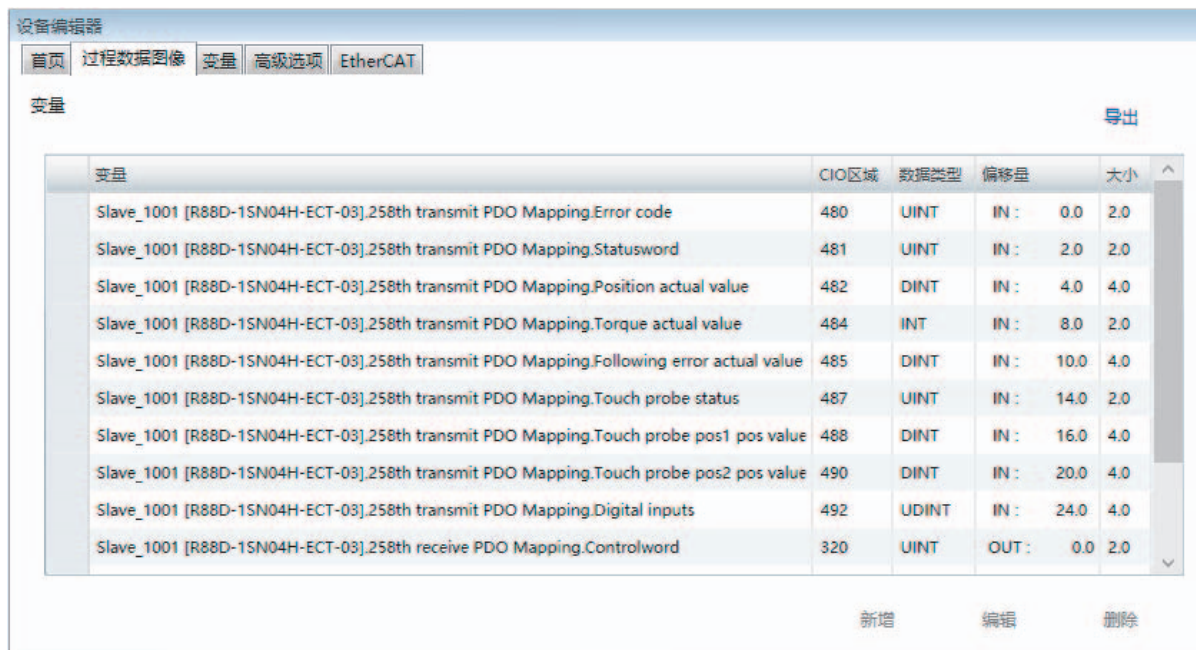 设备编辑器
首页 过程数据图像 变量 高级选项 EtherCAT
变量
导出
变量 CIO区域 数据类型 偏移量 大小
Slave_1001 [R88D-1SN04H-ECT-03].258th transmit PDO Mapping.Error code 480 UINT IN : 0.0 2.0
Slave_1001 [R88D-1SN04H-ECT-03].258th transmit PDO Mapping.Statusword 481 UINT IN : 2.0 2.0
Slave_1001 [R88D-1SN04H-ECT-03].258th transmit PDO Mapping.Position actual value 482 DINT IN : 4.0 4.0
Slave_1001 [R88D-1SN04H-ECT-03].258th transmit PDO Mapping.Torque actual value 484 INT IN : 8.0 2.0
Slave_1001 [R88D-1SN04H-ECT-03].258th transmit PDO Mapping.Following error actual value 485 DINT IN : 10.0 4.0
Slave_1001 [R88D-1SN04H-ECT-03].258th transmit PDO Mapping.Touch probe status 487 UINT IN : 14.0 2.0
Slave_1001 [R88D-1SN04H-ECT-03].258th transmit PDO Mapping.Touch probe pos1 pos value 488 DINT IN : 16.0 4.0
Slave_1001 [R88D-1SN04H-ECT-03].258th transmit PDO Mapping.Touch probe pos2 pos value 490 DINT IN : 20.0 4.0
Slave_1001 [R88D-1SN04H-ECT-03].258th transmit PDO Mapping.Digital inputs 492 UDINT IN : 24.0 4.0
Slave_1001 [R88D-1SN04H-ECT-03].258th receive PDO Mapping.Controlword 320 UINT OUT : 0.0 2.0
新增 编辑 删除